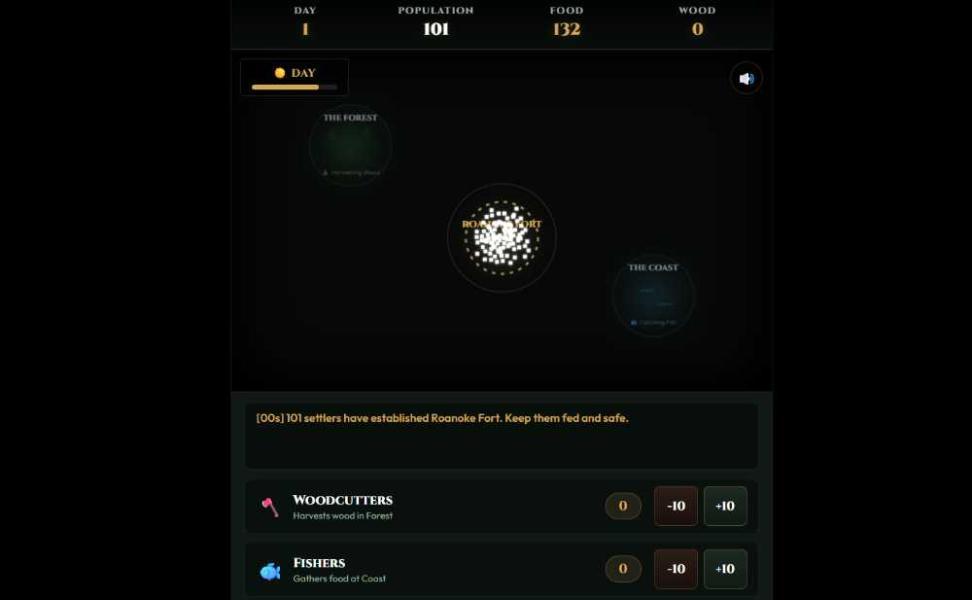 DAY POPULATION FOOD WOOD
1 101 132 0
DAY
THE FOREST
ROANOKE FORT
THE COAST
[00s] 101 settlers have established Roanoke Fort. Keep them fed and safe.
WOODCUTTERS
Harvests wood in Forest
0 -10 +10
FISHERS
Gathers food at Coast
0 -10 +10